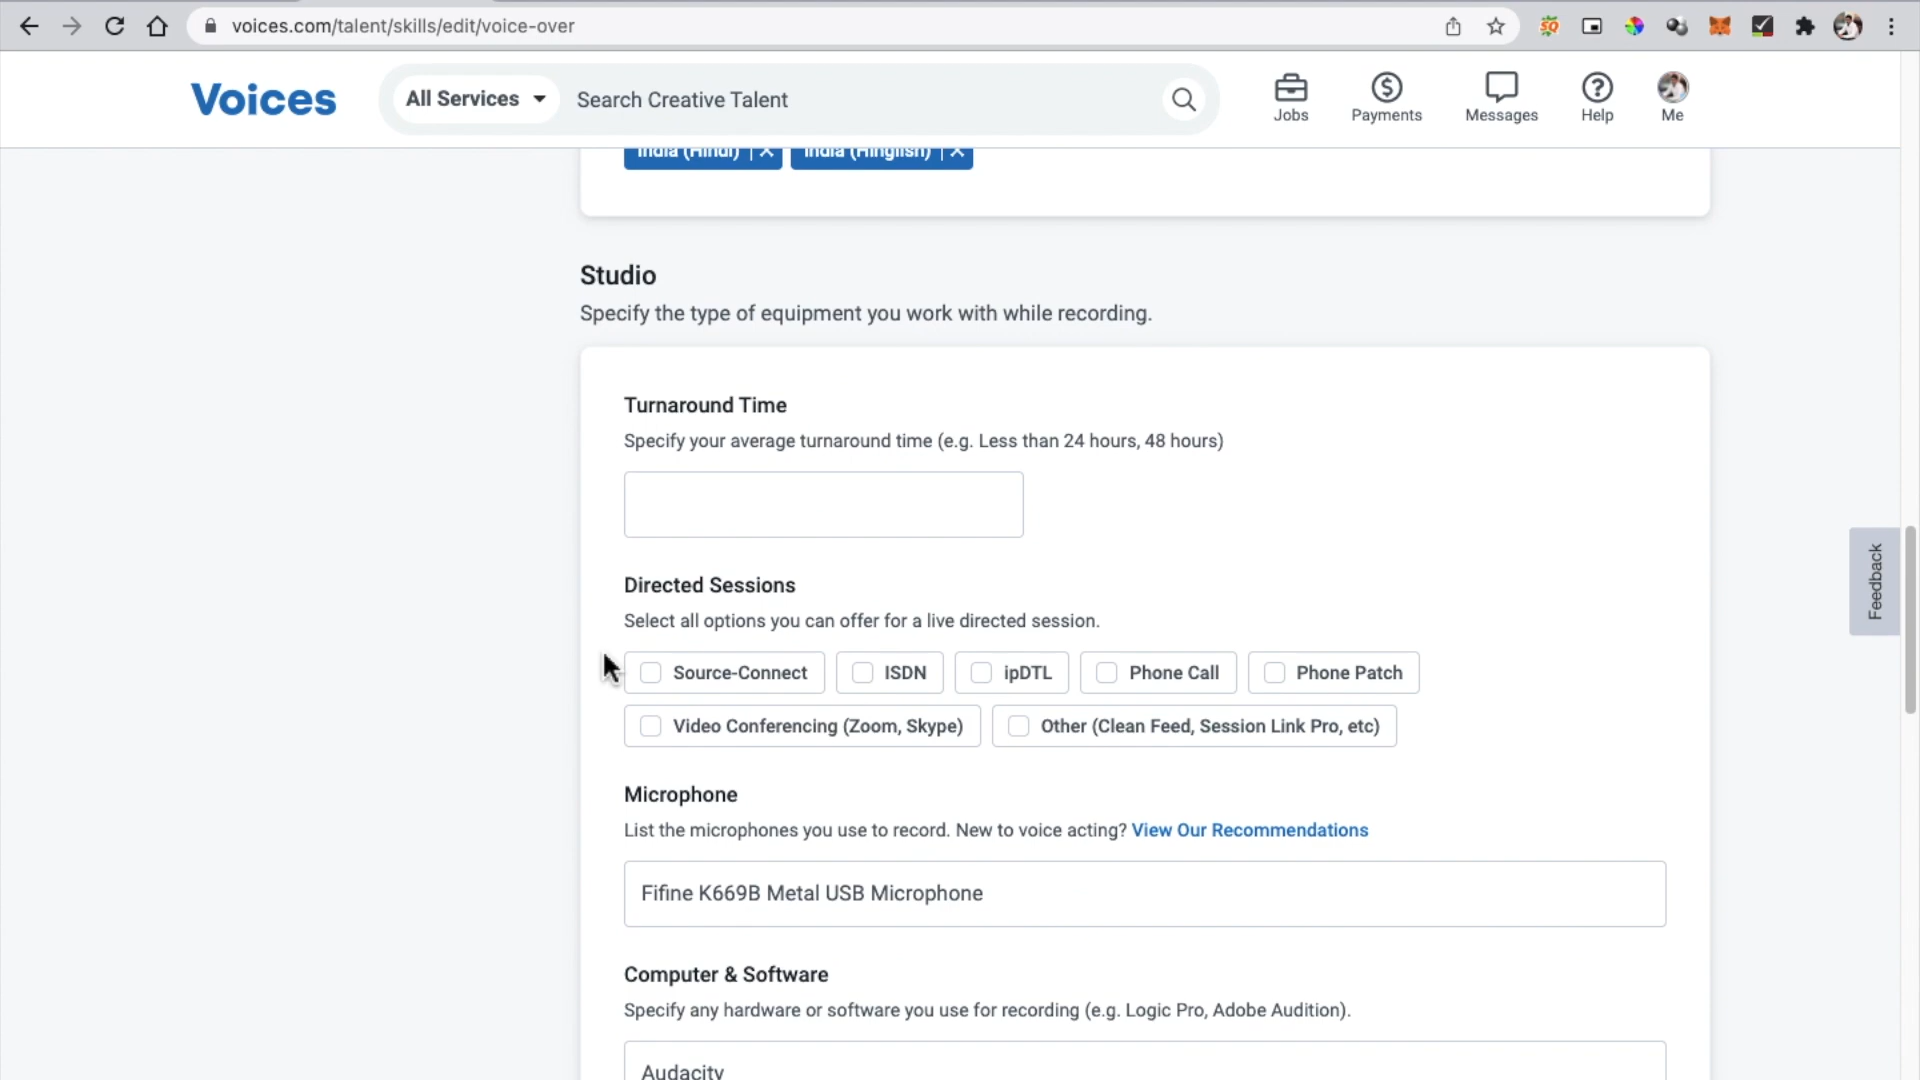 voices.com/talent/skills/edit/voice-over
Voices
All Services
Search Creative Talent
Jobs
Payments
Messages
Help
Me
India (Hindi)
India (Hinglish)
Studio
Specify the type of equipment you work with while recording.
Turnaround Time
Specify your average turnaround time (e.g. Less than 24 hours, 48 hours)
Directed Sessions
Select all options you can offer for a live directed session.
Source-Connect
ISDN
ipDTL
Phone Call
Phone Patch
Video Conferencing (Zoom, Skype)
Other (Clean Feed, Session Link Pro, etc)
Feedback
Microphone
List the microphones you use to record. New to voice acting? View Our Recommendations
Fifine K669B Metal USB Microphone
Computer & Software
Specify any hardware or software you use for recording (e.g. Logic Pro, Adobe Audition).
Audacity